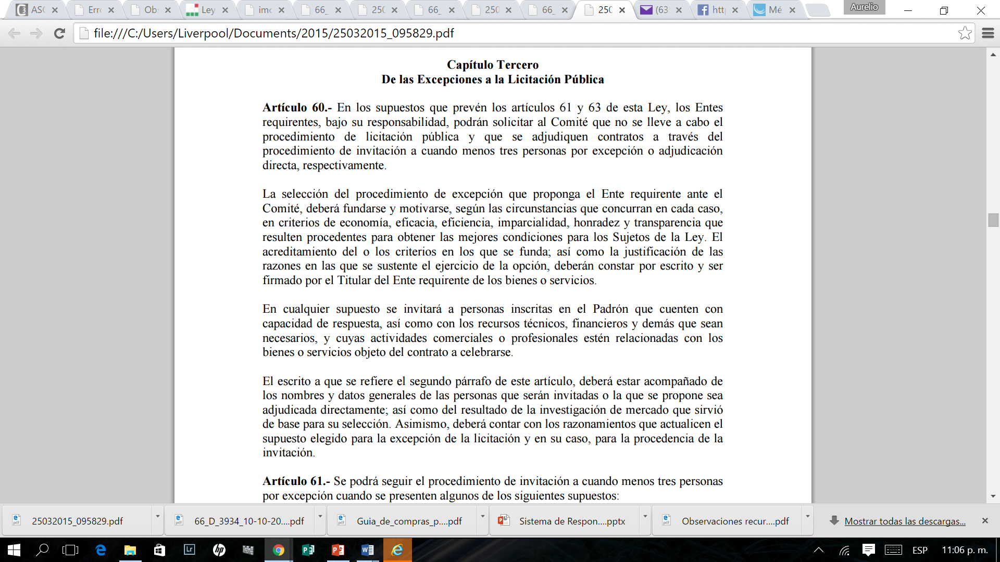 ASC
Erro
Obs
Ley
imc
66_
250
66_
250
66_
250
(63
htt
Mé
Aurelio
file:///C:/Users/Liverpool/Documents/2015/25032015_095829.pdf
Capítulo Tercero
De las Excepciones a la Licitación Pública
Artículo 60.- En los supuestos que prevén los artículos 61 y 63 de esta Ley, los Entes
requirentes, bajo su responsabilidad, podrán solicitar al Comité que no se lleve a cabo el
procedimiento de licitación pública y que se adjudiquen contratos a través del
procedimiento de invitación a cuando menos tres personas por excepción o adjudicación
directa, respectivamente.
La selección del procedimiento de excepción que proponga el Ente requirente ante el
Comité, deberá fundarse y motivarse, según las circunstancias que concurran en cada caso,
en criterios de economía, eficacia, eficiencia, imparcialidad, honradez y transparencia que
resulten procedentes para obtener las mejores condiciones para los Sujetos de la Ley. El
acreditamiento del o los criterios en los que se funda; así como la justificación de las
razones en las que se sustente el ejercicio de la opción, deberán constar por escrito y ser
firmado por el Titular del Ente requirente de los bienes o servicios.
En cualquier supuesto se invitará a personas inscritas en el Padrón que cuenten con
capacidad de respuesta, así como con los recursos técnicos, financieros y demás que sean
necesarios, y cuyas actividades comerciales o profesionales estén relacionadas con los
bienes o servicios objeto del contrato a celebrarse.
El escrito a que se refiere el segundo párrafo de este artículo, deberá estar acompañado de
los nombres y datos generales de las personas que serán invitadas o la que se propone sea
adjudicada directamente; así como del resultado de la investigación de mercado que sirvió
de base para su selección. Asimismo, deberá contar con los razonamientos que actualicen el
supuesto elegido para la excepción de la licitación y en su caso, para la procedencia de la
invitación.
Artículo 61.- Se podrá seguir el procedimiento de invitación a cuando menos tres personas
por excepción cuando se presenten algunos de los siguientes supuestos:
25032015_095829.pdf
66_D_3934_10-10-20....pdf
Guia_de_compras_p....pdf
Sistema de Respon....pptx
Observaciones recur....pdf
Mostrar todas las descargas...
Lr
hp
ESP
11:06 p. m.